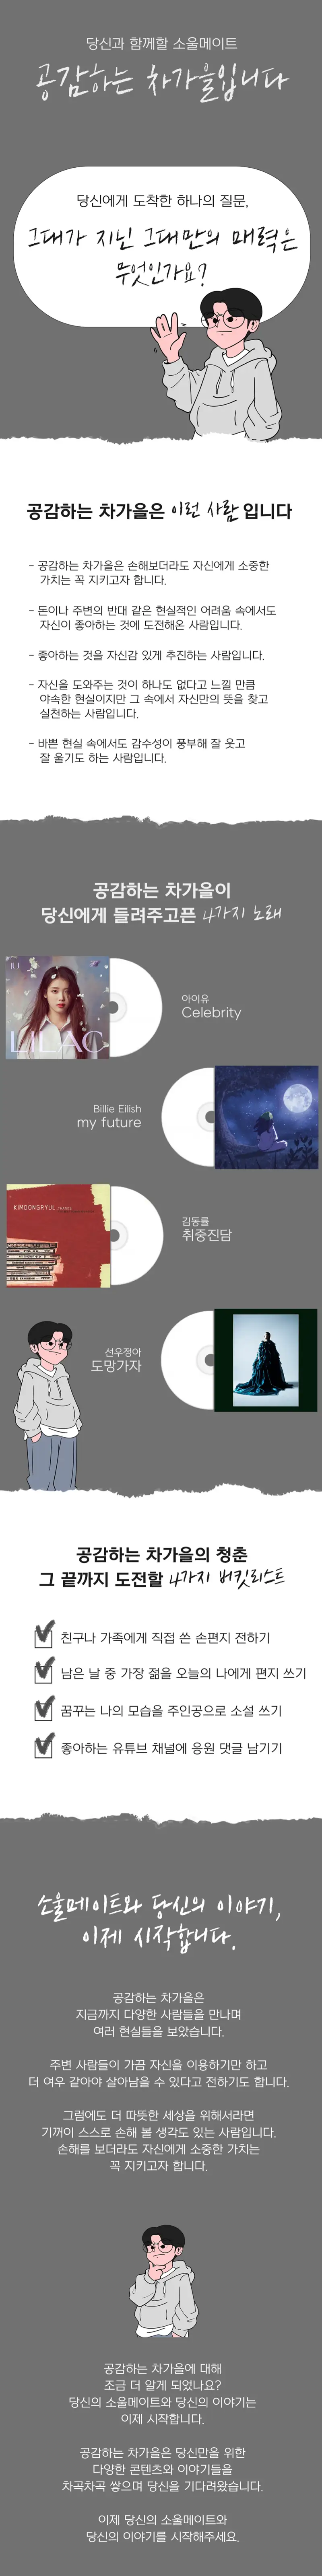 당신과 함께할 소울메이트
공감하는 차가을입니다
당신에게 도착한 하나의 질문,
그대가 지닌 그대만의 매력은
무엇인가요?
공감하는 차가을은 이런 사람 입니다
- 공감하는 차가을은 손해보더라도 자신에게 소중한
가치는 꼭 지키고자 합니다.
- 돈이나 주변의 반대 같은 현실적인 어려움 속에서도
자신이 좋아하는 것에 도전해온 사람입니다.
- 좋아하는 것을 자신감 있게 추진하는 사람입니다.
- 자신을 도와주는 것이 하나도 없다고 느낄 만큼
야속한 현실이지만 그 속에서 자신만의 뜻을 찾고
실천하는 사람입니다.
- 바쁜 현실 속에서도 감수성이 풍부해 잘 웃고
잘 울기도 하는 사람입니다.
공감하는 차가을이
당신에게 들려주고픈 4가지 노래
IU
LILAC
아이유
Celebrity
Billie Eilish
my future
KIMDONGRYUL THANKS
김동률
취중진담
선우정아
도망가자
공감하는 차가을의 청춘
그 끝까지 도전할 4가지 버킷리스트
친구나 가족에게 직접 쓴 손편지 전하기
남은 날 중 가장 젊을 오늘의 나에게 편지 쓰기
꿈꾸는 나의 모습을 주인공으로 소설 쓰기
좋아하는 유튜브 채널에 응원 댓글 남기기
소울메이트와 당신의 이야기,
이제 시작합니다.
공감하는 차가을은
지금까지 다양한 사람들을 만나며
여러 현실들을 보았습니다.
주변 사람들이 가끔 자신을 이용하기만 하고
더 여우 같아야 살아남을 수 있다고 전하기도 합니다.
그럼에도 더 따뜻한 세상을 위해서라면
기꺼이 스스로 손해 볼 생각도 있는 사람입니다.
손해를 보더라도 자신에게 소중한 가치는
꼭 지키고자 합니다.
공감하는 차가을에 대해
조금 더 알게 되었나요?
당신의 소울메이트와 당신의 이야기는
이제 시작합니다.
공감하는 차가을은 당신만을 위한
다양한 콘텐츠와 이야기들을
차곡차곡 쌓으며 당신을 기다려왔습니다.
이제 당신의 소울메이트와
당신의 이야기를 시작해주세요.